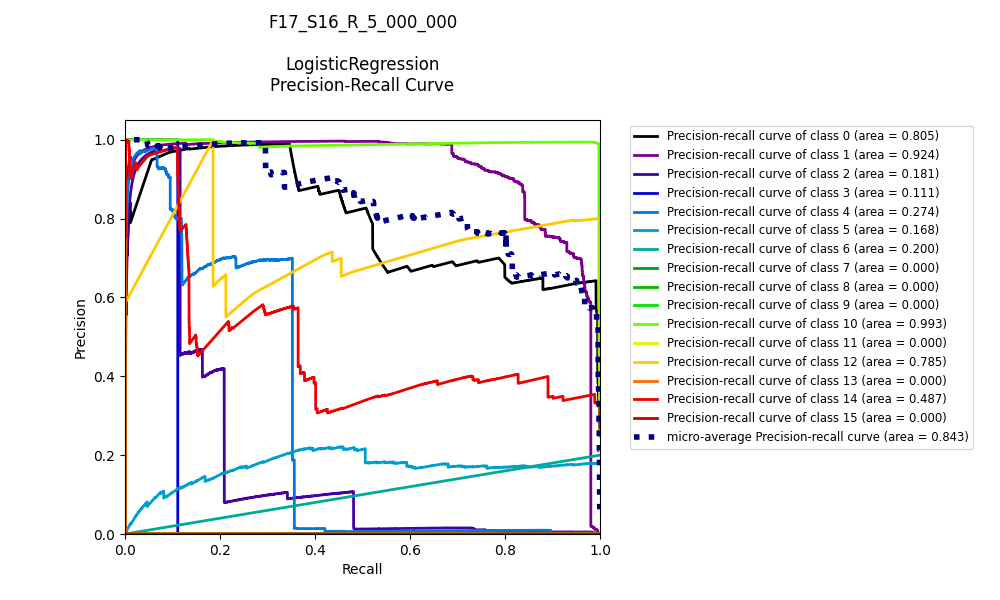 F17_S16_R_5_000_000
LogisticRegression
Precision-Recall Curve
Precision
1.0
0.8
0.6
0.4
0.2
0.0
0.0 0.2 0.4 0.6 0.8 1.0
Recall
Precision-recall curve of class 0 (area = 0.805)
Precision-recall curve of class 1 (area = 0.924)
Precision-recall curve of class 2 (area = 0.181)
Precision-recall curve of class 3 (area = 0.111)
Precision-recall curve of class 4 (area = 0.274)
Precision-recall curve of class 5 (area = 0.168)
Precision-recall curve of class 6 (area = 0.200)
Precision-recall curve of class 7 (area = 0.000)
Precision-recall curve of class 8 (area = 0.000)
Precision-recall curve of class 9 (area = 0.000)
Precision-recall curve of class 10 (area = 0.993)
Precision-recall curve of class 11 (area = 0.000)
Precision-recall curve of class 12 (area = 0.785)
Precision-recall curve of class 13 (area = 0.000)
Precision-recall curve of class 14 (area = 0.487)
Precision-recall curve of class 15 (area = 0.000)
micro-average Precision-recall curve (area = 0.843)